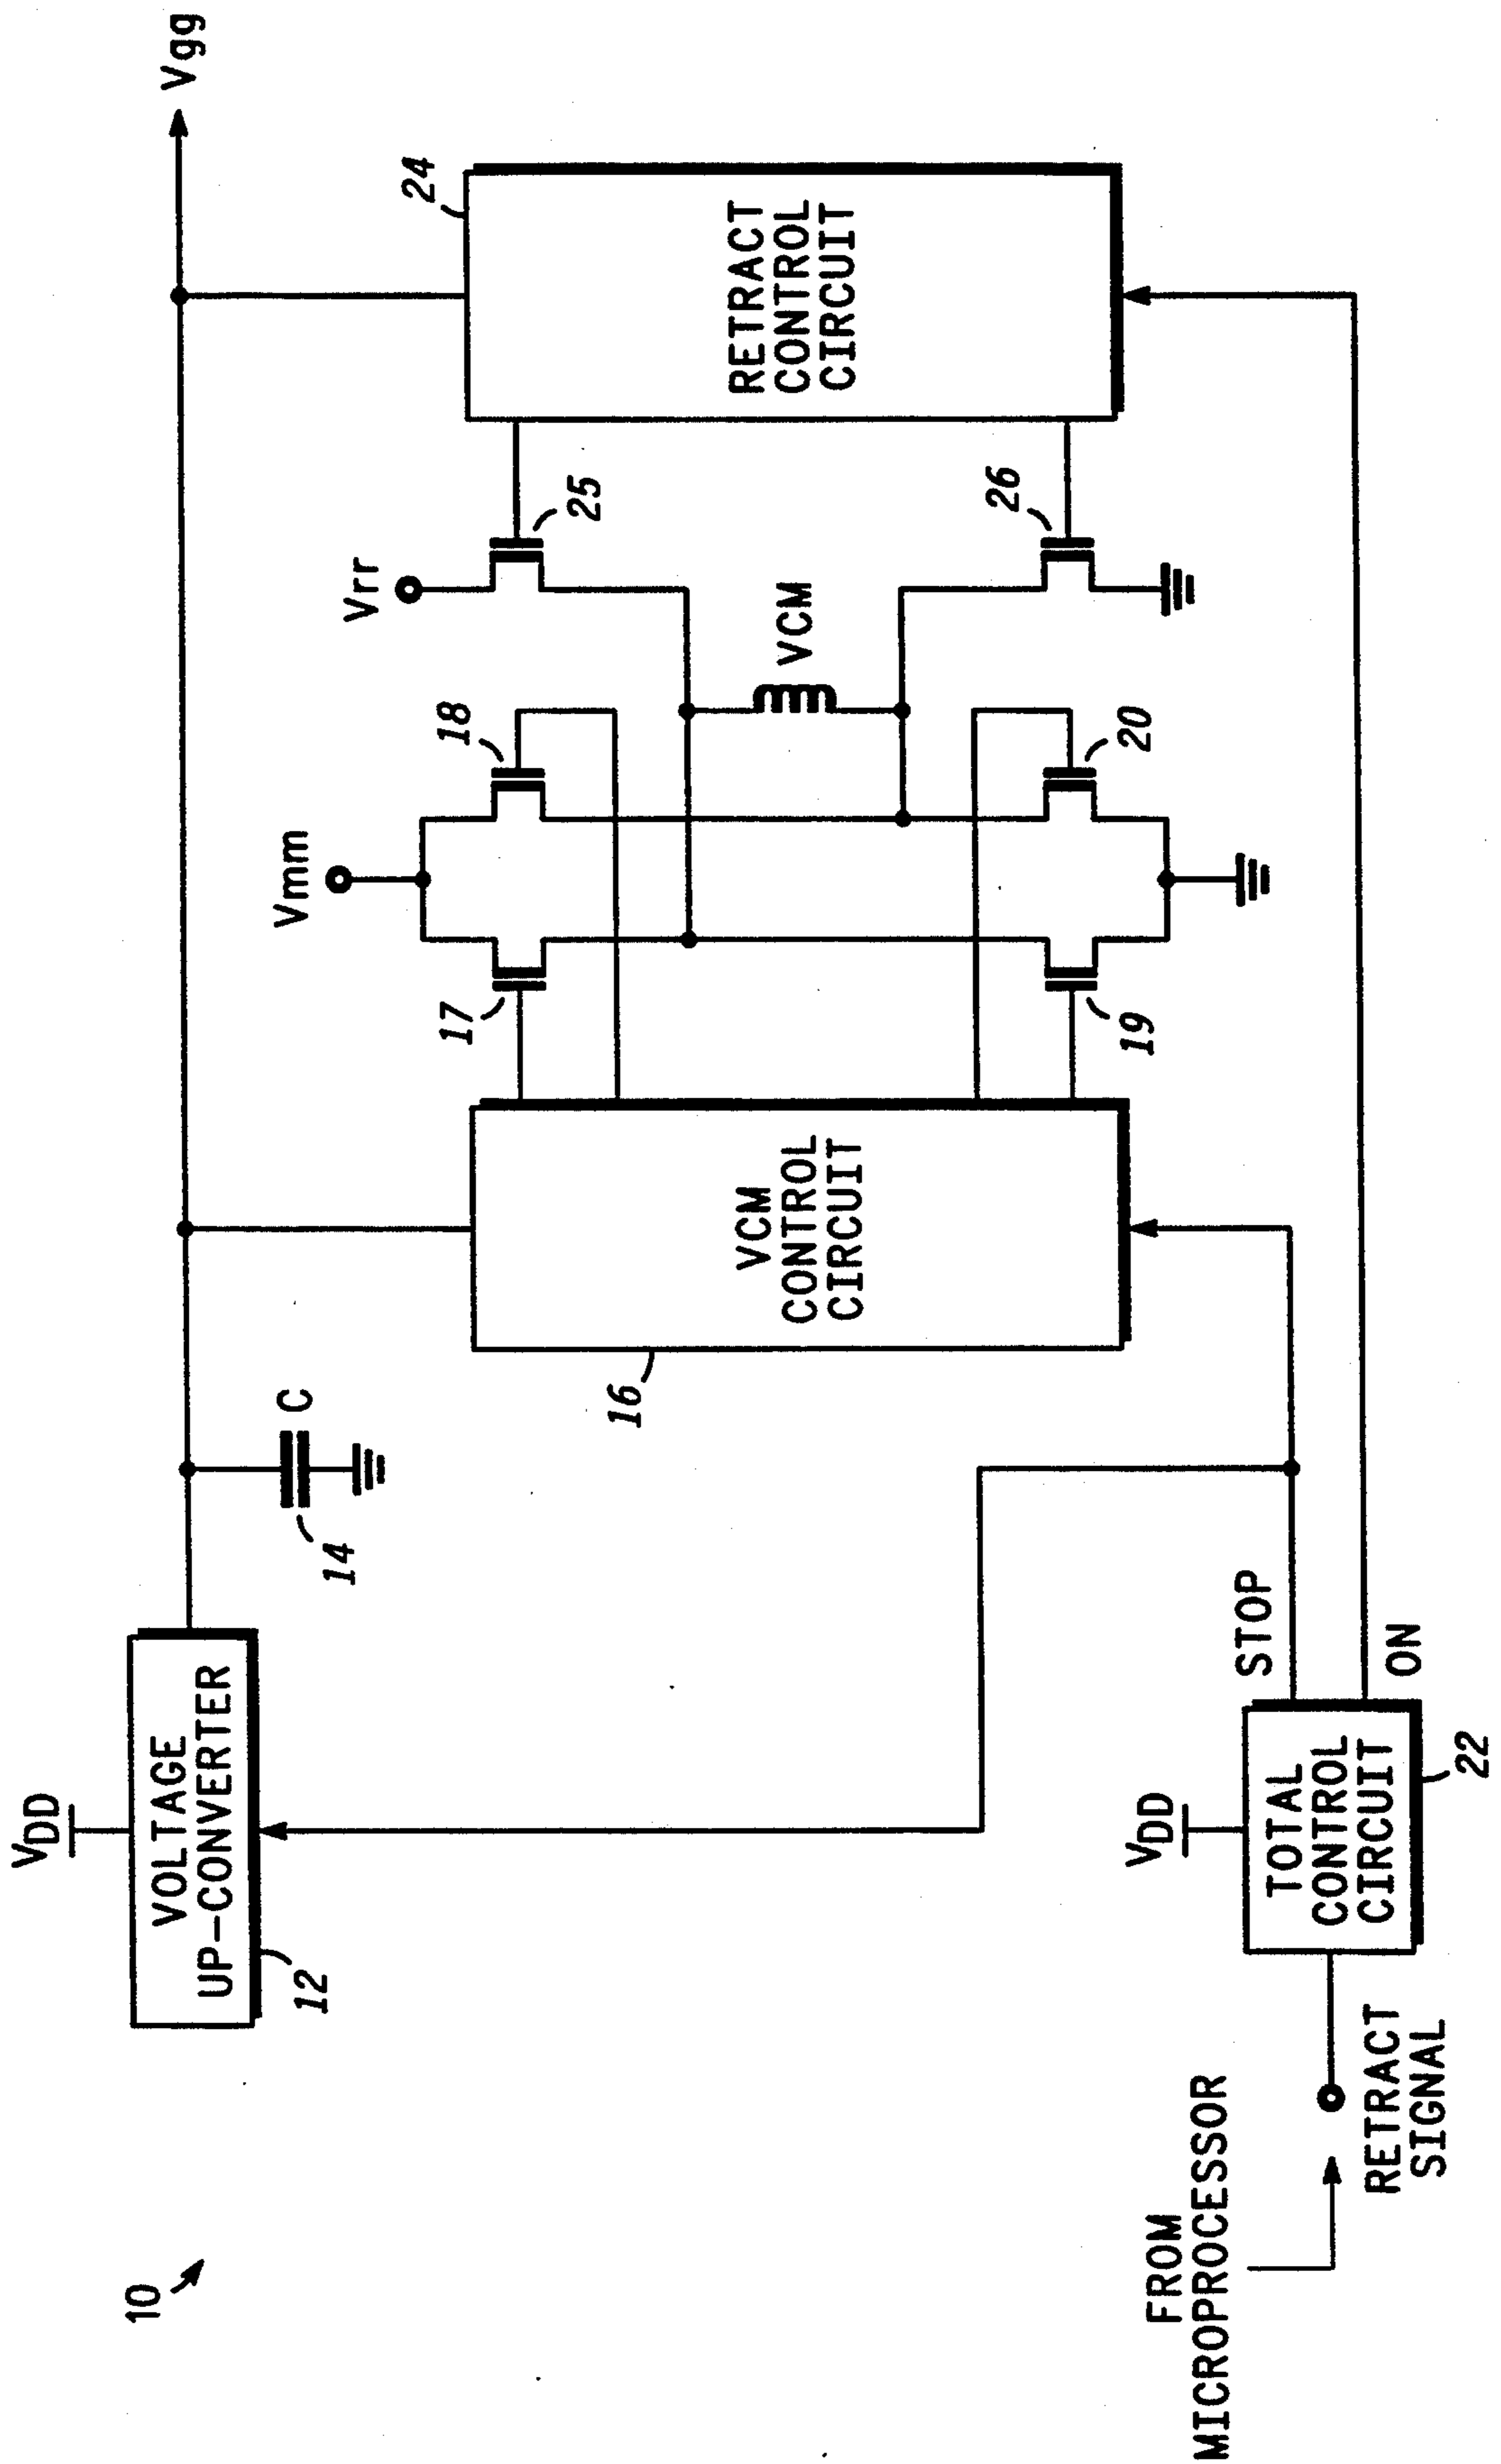 10
VDD
VOLTAGE
UP-CONVERTER
12
14
C
Vgg
16
VCM
CONTROL
CIRCUIT
Vmm
17
18
19
20
VCM
Vrr
25
26
24
RETRACT
CONTROL
CIRCUIT
FROM
MICROPROCESSOR
RETRACT
SIGNAL
VDD
TOTAL
CONTROL
CIRCUIT
22
STOP
ON